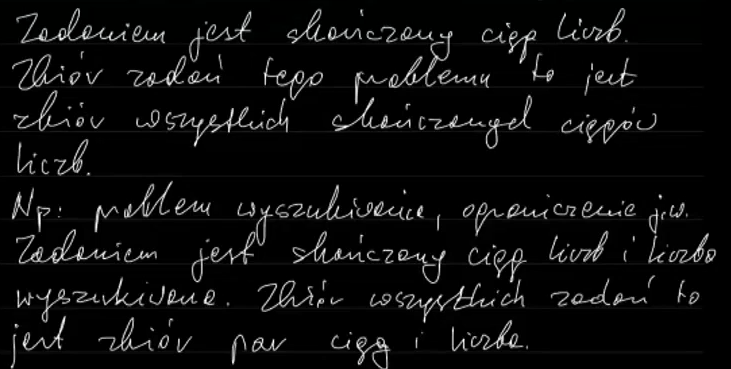 Zadaniem jest skończony ciąg liczb.
Zbiór zadań tego problemu to jest
zbiór wszystkich skończonych ciągów
liczb.
Np: problem wyszukiwania, ograniczenie j.w.
Zadaniem jest skończony ciąg liczb i liczba
wyszukiwana. Zbiór wszystkich zadań to
jest zbiór par ciąg i liczba.